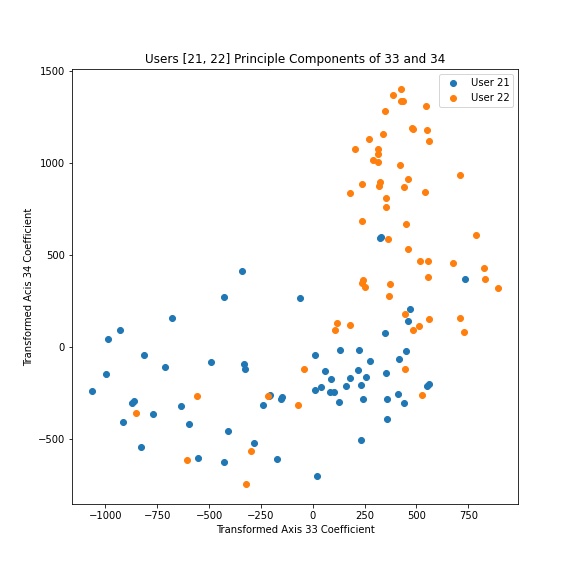 Users [21, 22] Principle Components of 33 and 34
User 21
User 22
1500
1000
500
0
−500
Transformed Acis 34 Coefficient
−1000
−750
−500
−250
0
250
500
750
Transformed Axis 33 Coefficient